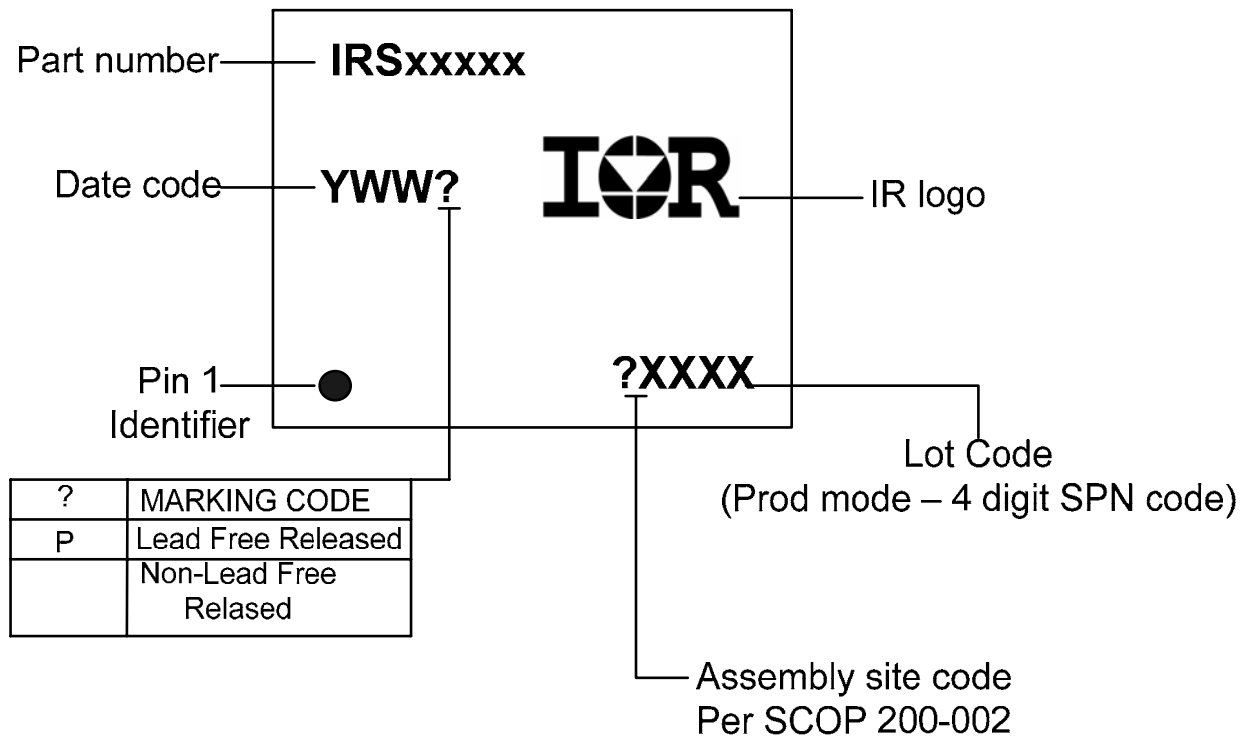 Part number
IRSxxxxx
Date code
YWW?
IOR
IR logo
Pin 1
Identifier
?XXXX
Lot Code
(Prod mode – 4 digit SPN code)
? MARKING CODE
P Lead Free Released
Non-Lead Free
Relased
Assembly site code
Per SCOP 200-002